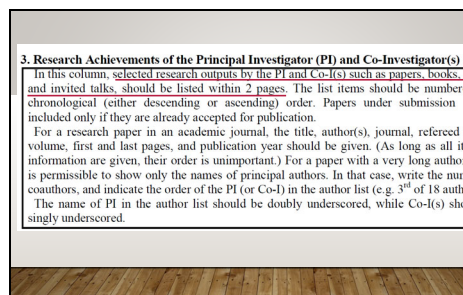 3. Research Achievements of the Principal Investigator (PI) and Co-Investigator(s)
In this column, selected research outputs by the PI and Co-I(s) such as papers, books,
and invited talks, should be listed within 2 pages. The list items should be number
chronological (either descending or ascending) order. Papers under submission
included only if they are already accepted for publication.
For a research paper in an academic journal, the title, author(s), journal, refereed
volume, first and last pages, and publication year should be given. (As long as all it
information are given, their order is unimportant.) For a paper with a very long author
is permissible to show only the names of principal authors. In that case, write the num
coauthors, and indicate the order of the PI (or Co-I) in the author list (e.g. 3rd of 18 auth
The name of PI in the author list should be doubly underscored, while Co-I(s) sho
singly underscored.